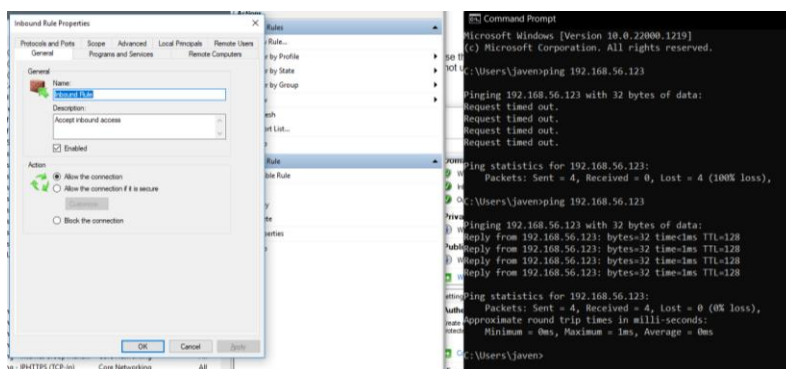 Inbound Rule Properties
Protocols and Ports Scope Advanced Local Principals Remote Users
General Programs and Services Remote Computers
General
Name:
Inbound Rule
Description:
Accept inbound access
Enabled
Action
Allow the connection
Allow the connection if it is secure
Customize...
Block the connection
OK Cancel Apply
Core Networking All
Actions
Rules
Rule...
r by Profile
r by State
r by Group
esh
ort List...
Rule
ble Rule
erties
Command Prompt
Microsoft Windows [Version 10.0.22000.1219]
(c) Microsoft Corporation. All rights reserved.
C:\Users\javen>ping 192.168.56.123
Pinging 192.168.56.123 with 32 bytes of data:
Request timed out.
Request timed out.
Request timed out.
Request timed out.
Ping statistics for 192.168.56.123:
Packets: Sent = 4, Received = 0, Lost = 4 (100% loss),
C:\Users\javen>ping 192.168.56.123
Pinging 192.168.56.123 with 32 bytes of data:
Reply from 192.168.56.123: bytes=32 time<1ms TTL=128
Reply from 192.168.56.123: bytes=32 time=1ms TTL=128
Reply from 192.168.56.123: bytes=32 time=1ms TTL=128
Reply from 192.168.56.123: bytes=32 time=1ms TTL=128
Ping statistics for 192.168.56.123:
Packets: Sent = 4, Received = 4, Lost = 0 (0% loss),
Approximate round trip times in milli-seconds:
Minimum = 0ms, Maximum = 1ms, Average = 0ms
C:\Users\javen>